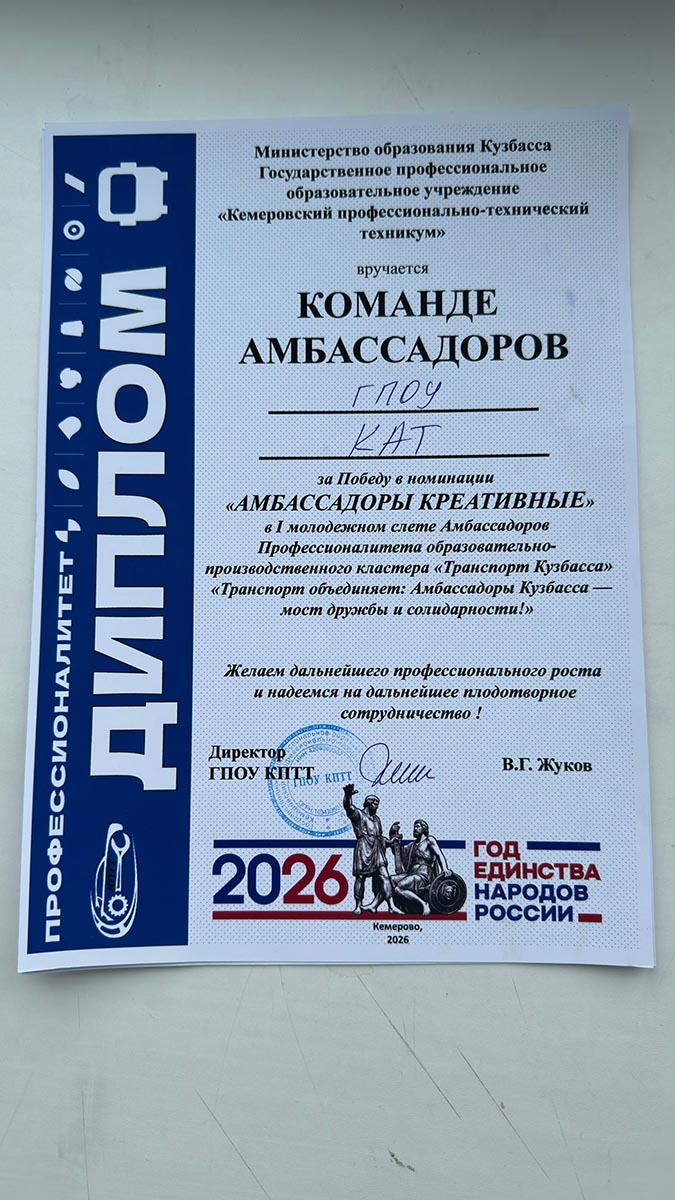 Министерство образования Кузбасса
Государственное профессиональное
образовательное учреждение
«Кемеровский профессионально-технический
техникум»
вручается
КОМАНДЕ
АМБАССАДОРОВ
ГПОУ
КАТ
за Победу в номинации
«АМБАССАДОРЫ КРЕАТИВНЫЕ»
в I молодежном слете Амбассадоров
Профессионалитета образовательно-
производственного кластера «Транспорт Кузбасса»
«Транспорт объединяет: Амбассадоры Кузбасса —
мост дружбы и солидарности!»
Желаем дальнейшего профессионального роста
и надеемся на дальнейшее плодотворное
сотрудничество !
Директор
ГПОУ КПТТ
В.Г. Жуков
ГПОУ КПТТ
2026
ГОД
ЕДИНСТВА
НАРОДОВ
РОССИИ
Кемерово,
2026
ДИПЛОМ
ПРОФЕССИОНАЛИТЕТ